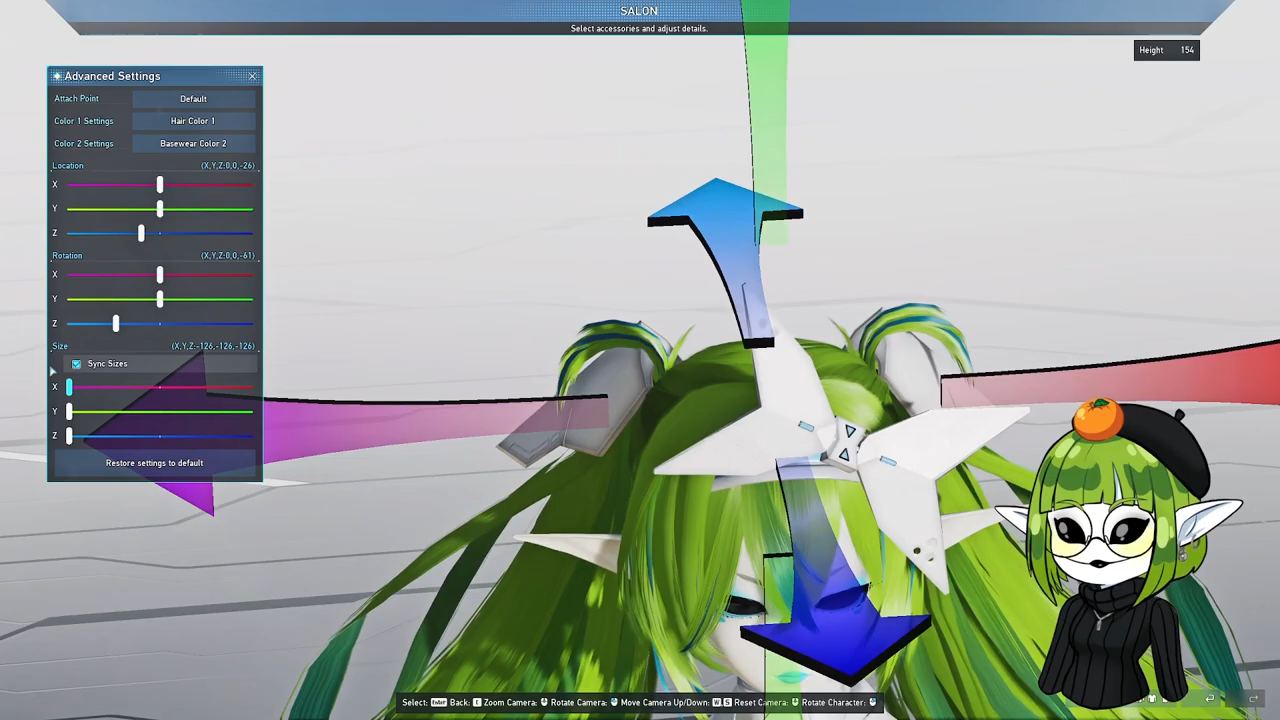 SALON
Select accessories and adjust details.
Height 154
Advanced Settings
Attach Point Default
Color 1 Settings Hair Color 1
Color 2 Settings Basewear Color 2
Location (X,Y,Z:0,0,-26)
X
Y
Z
Rotation (X,Y,Z:0,0,-61)
X
Y
Z
Size (X,Y,Z:-126,-126,-126)
Sync Sizes
X
Y
Z
Restore settings to default
Select: Enter Back: E Zoom Camera: Rotate Camera: Move Camera Up/Down: W, S Reset Camera: Rotate Character: